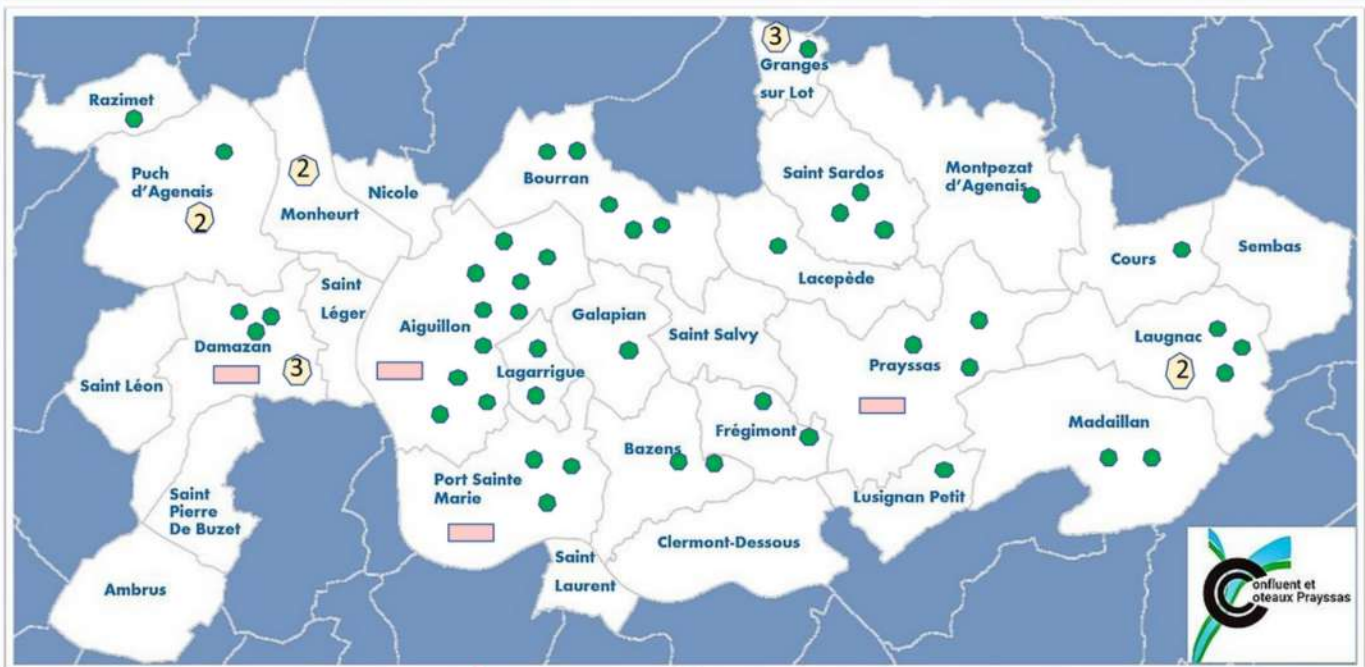 3
Granges
sur Lot
Razimet
Puch
d'Agenais
2
2
Monheurt
Nicole
Bourran
Saint Sardos
Montpezat
d'Agenais
Cours
Sembas
Saint
Léger
Lacepède
Aiguillon
Galapian
Saint Salvy
Damazan
3
Saint Léon
Lagarrigue
Prayssas
Laugnac
2
Frégimont
Bazens
Madaillan
Port Sainte
Marie
Lusignan Petit
Saint
Pierre
De Buzet
Clermont-Dessous
Saint
Laurent
Ambrus
Confluent et
Coteaux Prayssas